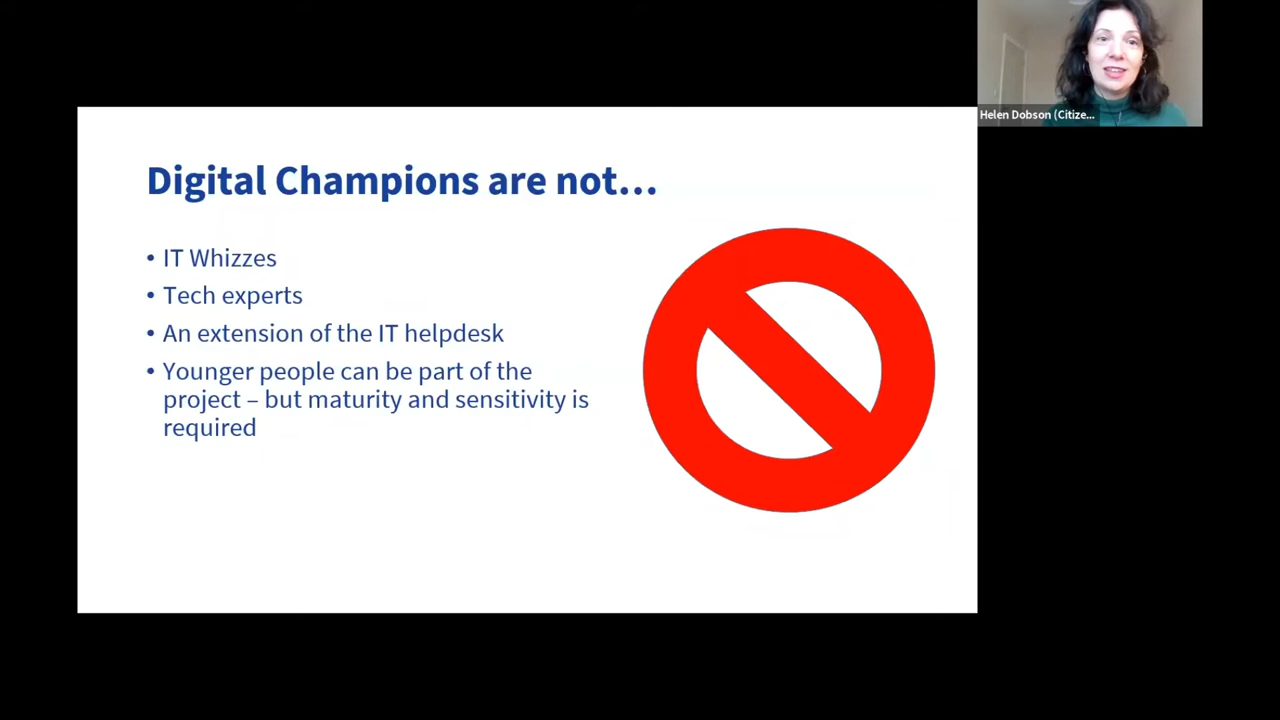 Helen Dobson (Citize...
Digital Champions are not...
• IT Whizzes
• Tech experts
• An extension of the IT helpdesk
• Younger people can be part of the
project – but maturity and sensitivity is
required